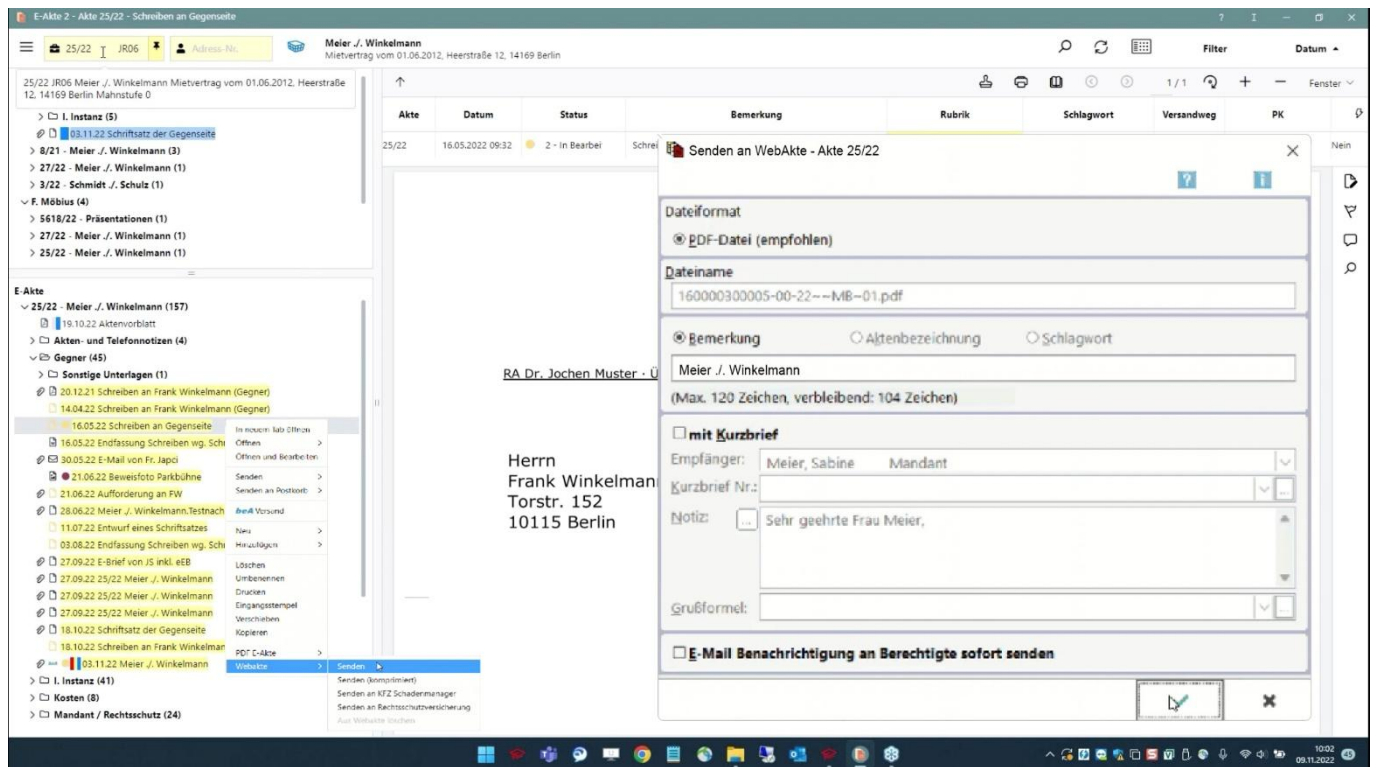 E-Akte 2 - Akte 25/22 - Schreiben an Gegenseite
25/22 JR06
Adress-Nr.
Meier ./. Winkelmann
Mietvertrag vom 01.06.2012, Heerstraße 12, 14169 Berlin
Filter
Datum
25/22 JR06 Meier ./. Winkelmann Mietvertrag vom 01.06.2012, Heerstraße
12, 14169 Berlin Mahnstufe 0
I. Instanz (5)
03.11.22 Schriftsatz der Gegenseite
8/21 - Meier ./. Winkelmann (3)
27/22 - Meier ./. Winkelmann (1)
3/22 - Schmidt ./. Schulz (1)
F. Möbius (4)
5618/22 - Präsentationen (1)
27/22 - Meier ./. Winkelmann (1)
25/22 - Meier ./. Winkelmann (1)
E-Akte
25/22 - Meier ./. Winkelmann (157)
19.10.22 Aktenvorblatt
Akten- und Telefonnotizen (4)
Gegner (45)
Sonstige Unterlagen (1)
20.12.21 Schreiben an Frank Winkelmann (Gegner)
14.04.22 Schreiben an Frank Winkelmann (Gegner)
16.05.22 Schreiben an Gegenseite
16.05.22 Endfassung Schreiben wg. Schr
30.05.22 E-Mail von Fr. Japci
21.06.22 Beweisfoto Parkbühne
21.06.22 Aufforderung an FW
28.06.22 Meier ./. Winkelmann.Testnach
11.07.22 Entwurf eines Schriftsatzes
03.08.22 Endfassung Schreiben wg. Schr
27.09.22 E-Brief von JS inkl. eEB
27.09.22 25/22 Meier ./. Winkelmann
27.09.22 25/22 Meier ./. Winkelmann
27.09.22 25/22 Meier ./. Winkelmann
18.10.22 Schriftsatz der Gegenseite
18.10.22 Schreiben an Frank Winkelman
03.11.22 Meier ./. Winkelmann
I. Instanz (41)
Kosten (8)
Mandant / Rechtsschutz (24)
In neuem Tab öffnen
Öffnen
Öffnen und Bearbeiten
Senden
Senden an Postkorb
beA Versand
Neu
Hinzufügen
Löschen
Umbenennen
Drucken
Eingangsstempel
Verschieben
Kopieren
PDF E-Akte
Webakte
Senden
Senden (komprimiert)
Senden an KFZ Schadenmanager
Senden an Rechtsschutzversicherung
Aus Webakte löschen
1/1
Fenster
Akte Datum Status Bemerkung Rubrik Schlagwort Versandweg PK
25/22 16.05.2022 09:32 2 - In Bearbei Schrei
Nein
RA Dr. Jochen Muster · Ü
Herrn
Frank Winkelman
Torstr. 152
10115 Berlin
Senden an WebAkte - Akte 25/22
Dateiformat
PDF-Datei (empfohlen)
Dateiname
160000300005-00-22~~MB~01.pdf
Bemerkung Aktenbezeichnung Schlagwort
Meier ./. Winkelmann
(Max. 120 Zeichen, verbleibend: 104 Zeichen)
mit Kurzbrief
Empfänger: Meier, Sabine Mandant
Kurzbrief Nr.:
Notiz: ... Sehr geehrte Frau Meier,
Grußformel:
E-Mail Benachrichtigung an Berechtigte sofort senden
10:02
09.11.2022